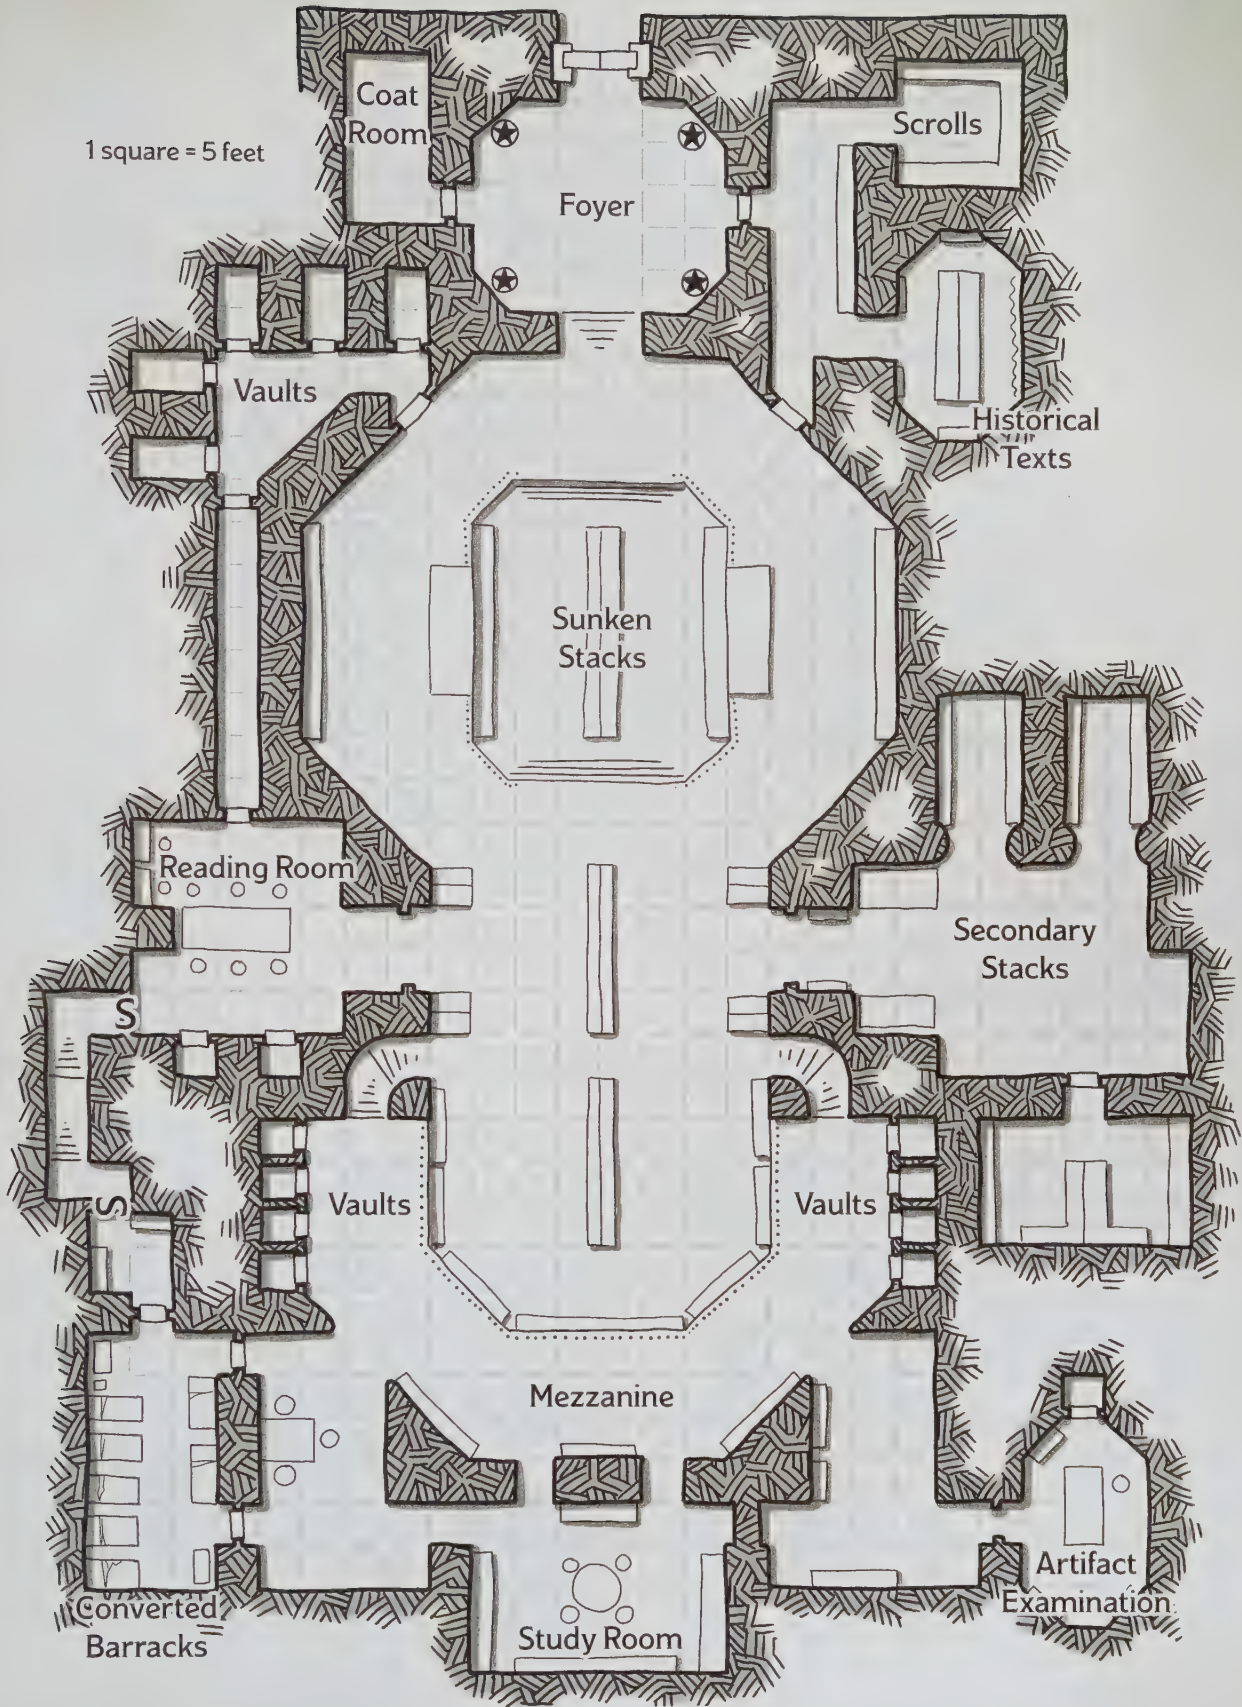 Coat
Room
1 square = 5 feet
Scrolls
Foyer
Vaults
Historical
Texts
Sunken
Stacks
Reading Room
Secondary
Stacks
S
S
Vaults
Vaults
Mezzanine
Artifact
Examination
Converted
Barracks
Study Room